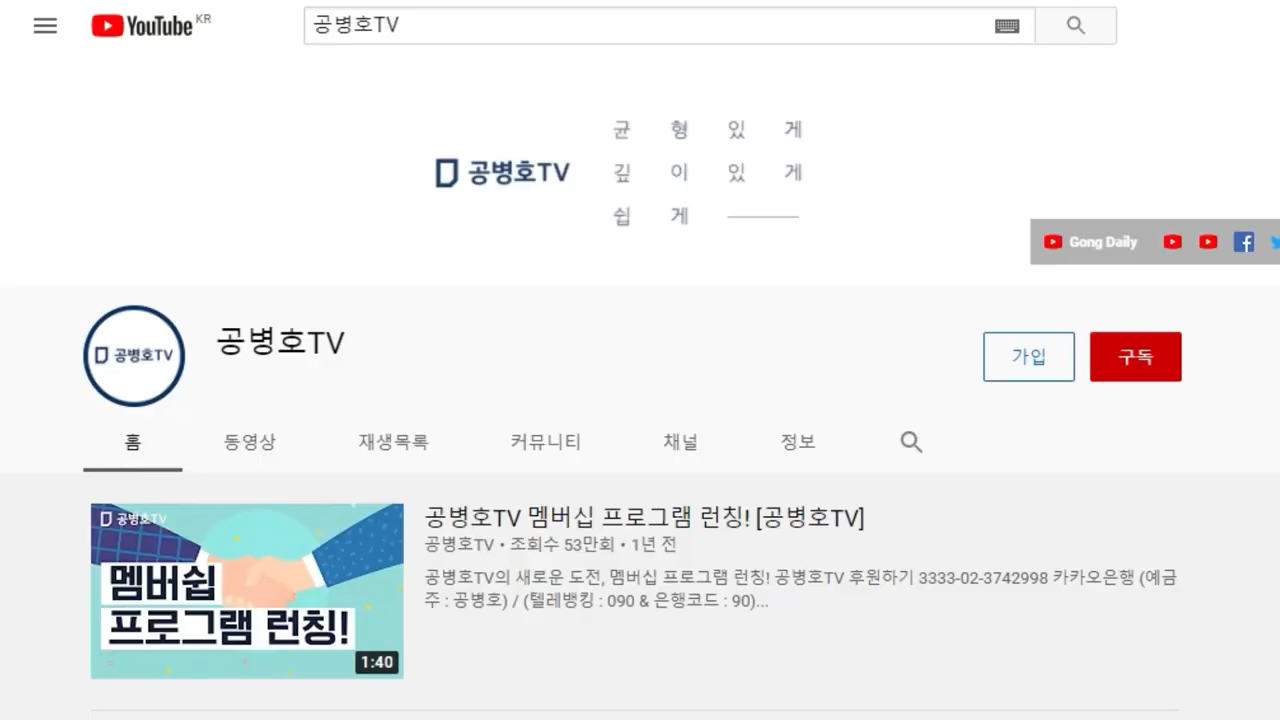 YouTube KR
공병호TV
균 형 있 게
공병호TV
깊 이 있 게
쉽 게
Gong Daily
공병호TV
공병호TV
가입
구독
홈
동영상
재생목록
커뮤니티
채널
정보
공병호TV
멤버쉽
프로그램 런칭!
1:40
공병호TV 멤버십 프로그램 런칭! [공병호TV]
공병호TV • 조회수 53만회 • 1년 전
공병호TV의 새로운 도전, 멤버십 프로그램 런칭! 공병호TV 후원하기 3333-02-3742998 카카오은행 (예금
주 : 공병호) / (텔레뱅킹 : 090 & 은행코드 : 90)...